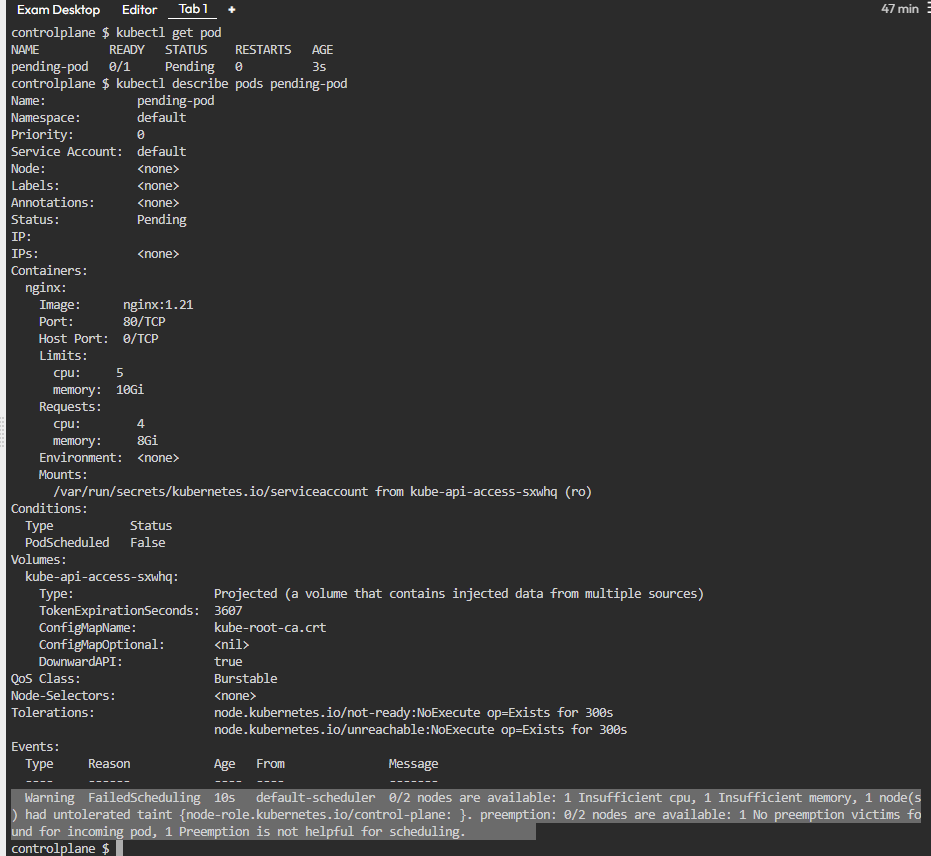 Exam Desktop Editor Tab 1 + 47 min
controlplane $ kubectl get pod
NAME READY STATUS RESTARTS AGE
pending-pod 0/1 Pending 0 3s
controlplane $ kubectl describe pods pending-pod
Name: pending-pod
Namespace: default
Priority: 0
Service Account: default
Node: <none>
Labels: <none>
Annotations: <none>
Status: Pending
IP:
IPs: <none>
Containers:
nginx:
Image: nginx:1.21
Port: 80/TCP
Host Port: 0/TCP
Limits:
cpu: 5
memory: 10Gi
Requests:
cpu: 4
memory: 8Gi
Environment: <none>
Mounts:
/var/run/secrets/kubernetes.io/serviceaccount from kube-api-access-sxwhq (ro)
Conditions:
Type Status
PodScheduled False
Volumes:
kube-api-access-sxwhq:
Type: Projected (a volume that contains injected data from multiple sources)
TokenExpirationSeconds: 3607
ConfigMapName: kube-root-ca.crt
ConfigMapOptional: <nil>
DownwardAPI: true
QoS Class: Burstable
Node-Selectors: <none>
Tolerations: node.kubernetes.io/not-ready:NoExecute op=Exists for 300s
node.kubernetes.io/unreachable:NoExecute op=Exists for 300s
Events:
Type Reason Age From Message
---- ------ ---- ---- -------
Warning FailedScheduling 10s default-scheduler 0/2 nodes are available: 1 Insufficient cpu, 1 Insufficient memory, 1 node(s
) had untolerated taint {node-role.kubernetes.io/control-plane: }. preemption: 0/2 nodes are available: 1 No preemption victims fo
und for incoming pod, 1 Preemption is not helpful for scheduling.
controlplane $